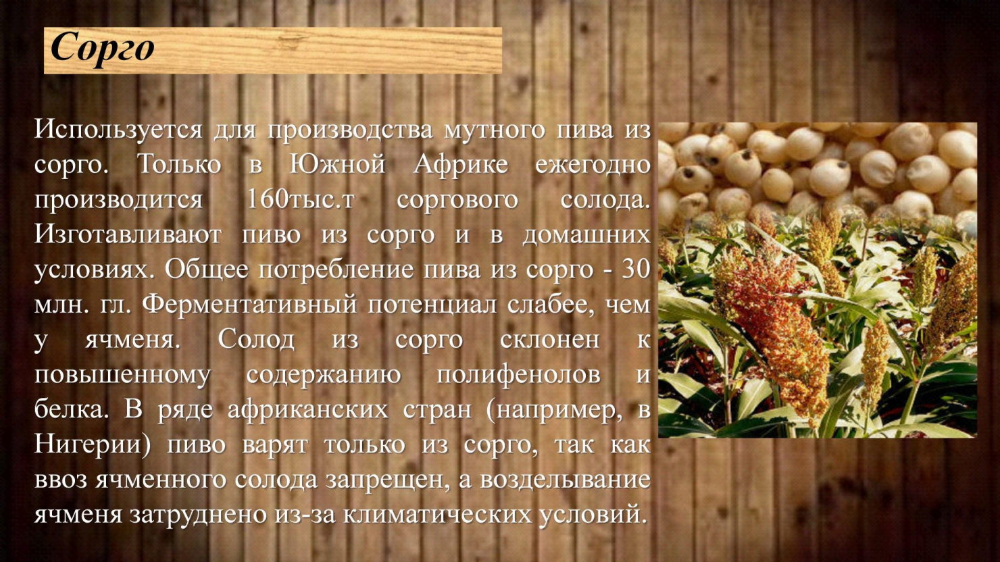 Сорго
Используется для производства мутного пива из
сорго. Только в Южной Африке ежегодно
производится 160тыс.т соргового солода.
Изготавливают пиво из сорго и в домашних
условиях. Общее потребление пива из сорго - 30
млн. гл. Ферментативный потенциал слабее, чем
у ячменя. Солод из сорго склонен к
повышенному содержанию полифенолов и
белка. В ряде африканских стран (например, в
Нигерии) пиво варят только из сорго, так как
ввоз ячменного солода запрещен, а возделывание
ячменя затруднено из-за климатических условий.